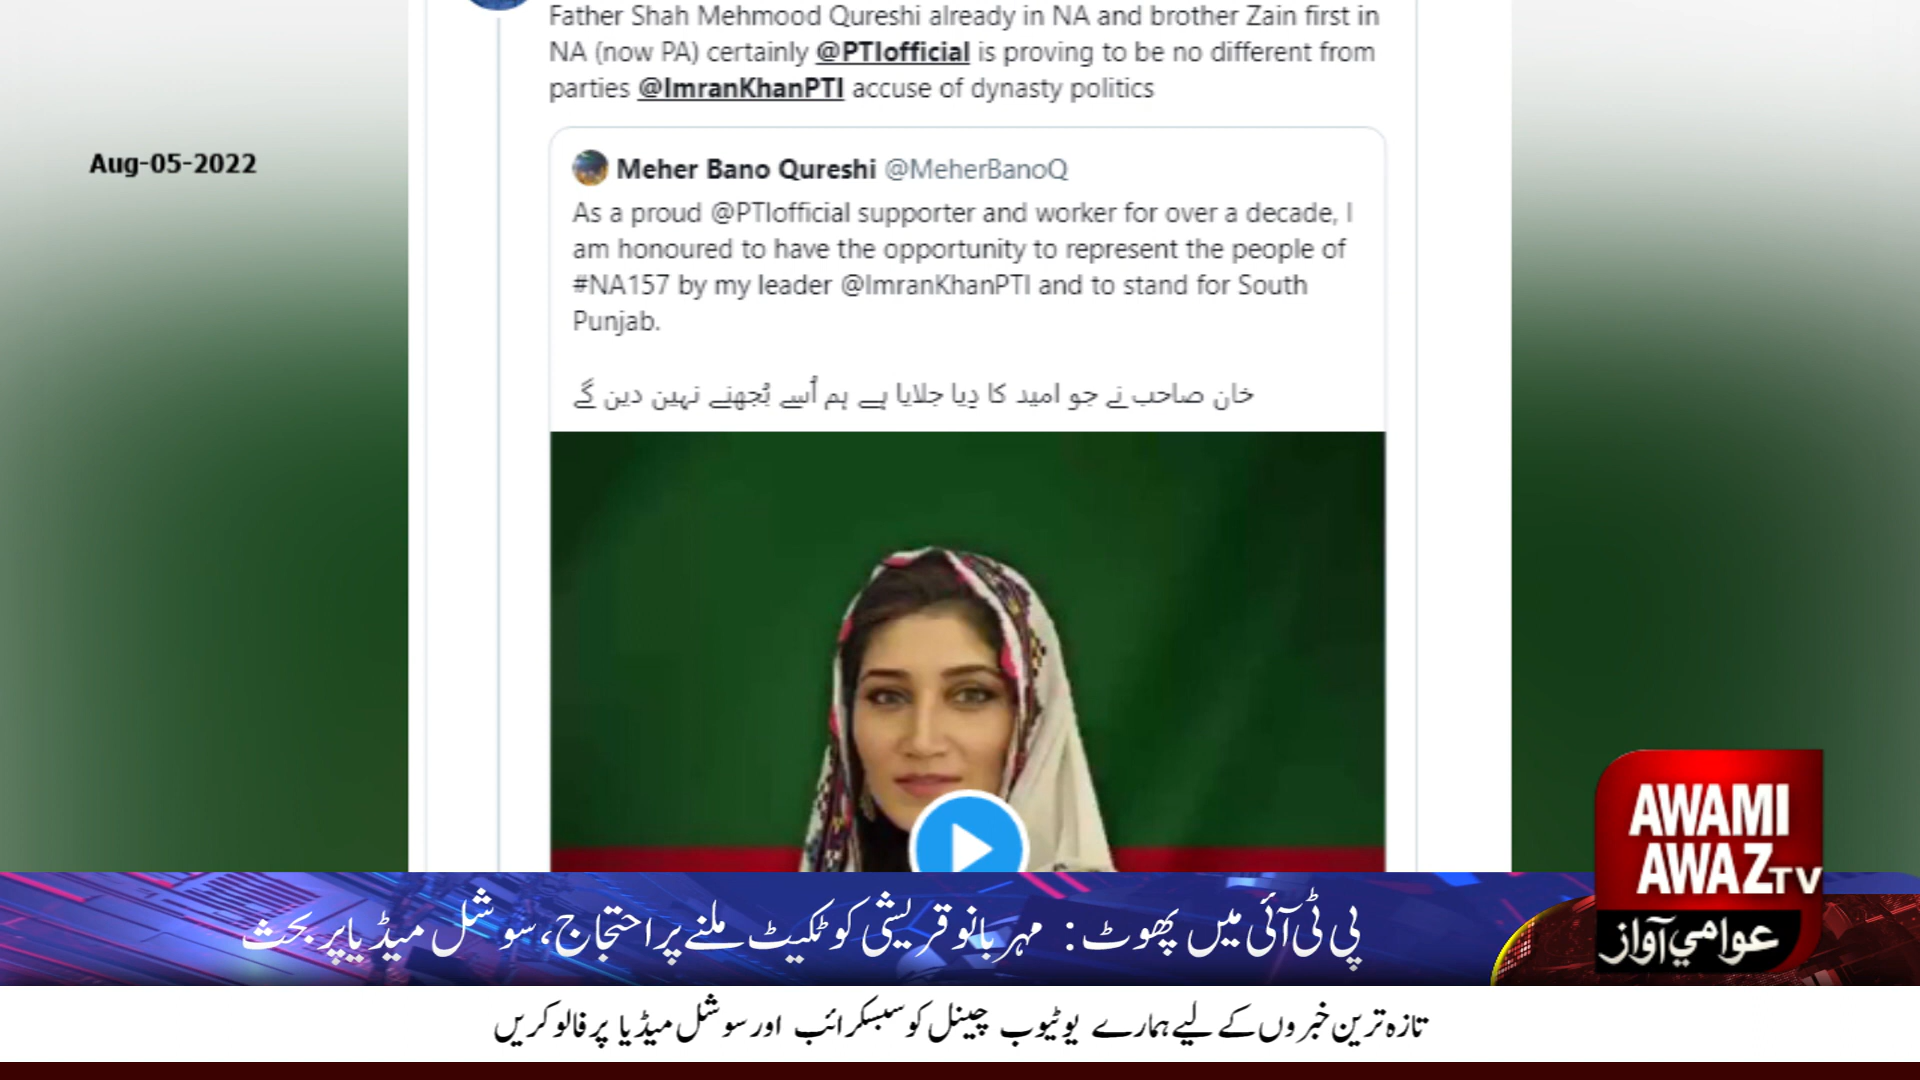 Father Shah Mehmood Qureshi already in NA and brother Zain first in
NA (now PA) certainly @PTIofficial is proving to be no different from
parties @ImranKhanPTI accuse of dynasty politics
Aug-05-2022
Meher Bano Qureshi @MeherBanoQ
As a proud @PTIofficial supporter and worker for over a decade, I
am honoured to have the opportunity to represent the people of
#NA157 by my leader @ImranKhanPTI and to stand for South
Punjab.
خان صاحب نے جو امید کا دِیا جلایا ہے ہم اُسے بُجھنے نہیں دیں گے
AWAMI
AWAZ TV
عوامي آواز
پی ٹی آئی میں پھوٹ: مہر بانو قریشی کو ٹکیٹ ملنے پر احتجاج، سوشل میڈیا پر بحث
تازہ ترین خبروں کے لیے ہمارے یوٹیوب چینل کو سبسکرائب اور سوشل میڈیا پر فالو کریں